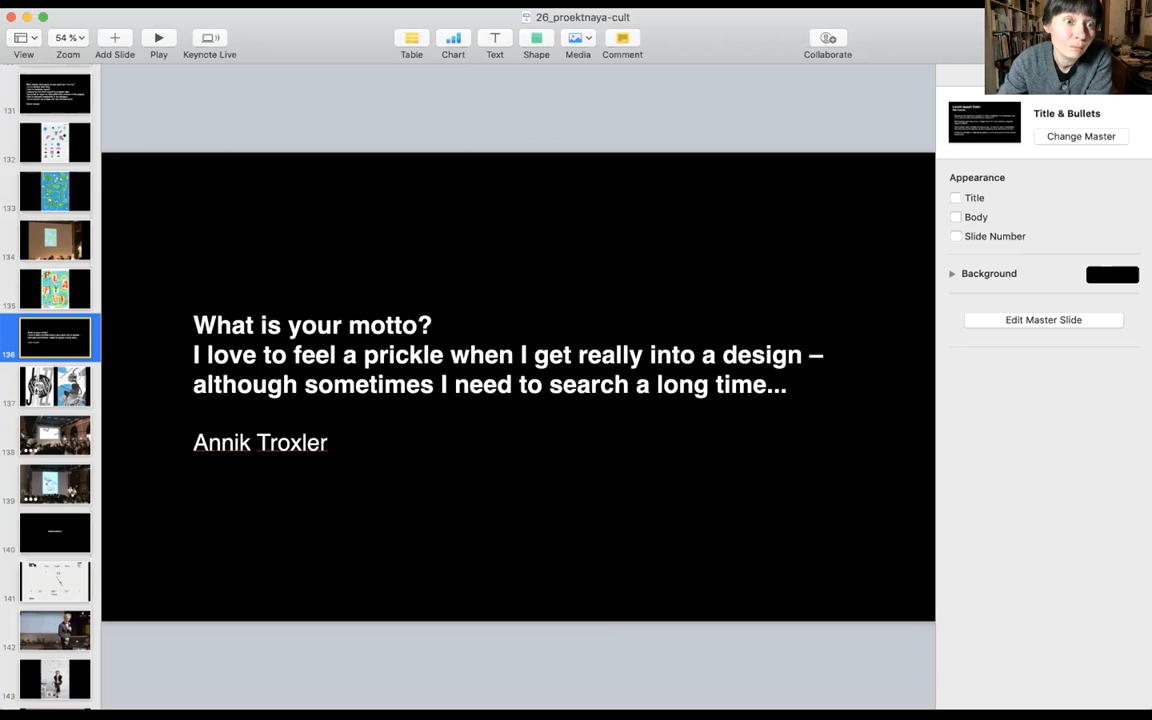 26_proektnaya-cult
54 %
View
Zoom
Add Slide
Play
Keynote Live
Table
Chart
Text
Shape
Media
Comment
Collaborate
131
132
133
134
135
136
137
138
139
140
141
142
143
What is your motto?
I love to feel a prickle when I get really into a design –
although sometimes I need to search a long time...
Annik Troxler
Title & Bullets
Change Master
Appearance
Title
Body
Slide Number
Background
Edit Master Slide